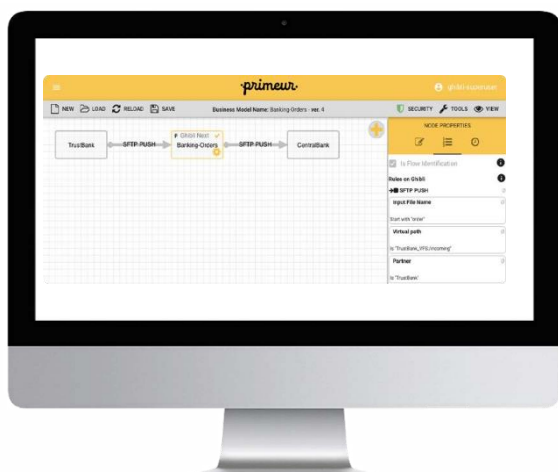 primeur
ghibli-superuser
NEW LOAD RELOAD SAVE
Business Model Name: Banking-Orders - ver. 4
SECURITY TOOLS VIEW
NODE PROPERTIES
Ghibli Next
TrustBank
SFTP PUSH
Banking-Orders
SFTP PUSH
CentralBank
Is Flow Identification
Rules on Ghibli
SFTP PUSH
Input File Name
Start with "order"
Virtual path
Is "TrustBank_VFS:/incoming"
Partner
Is "TrustBank"